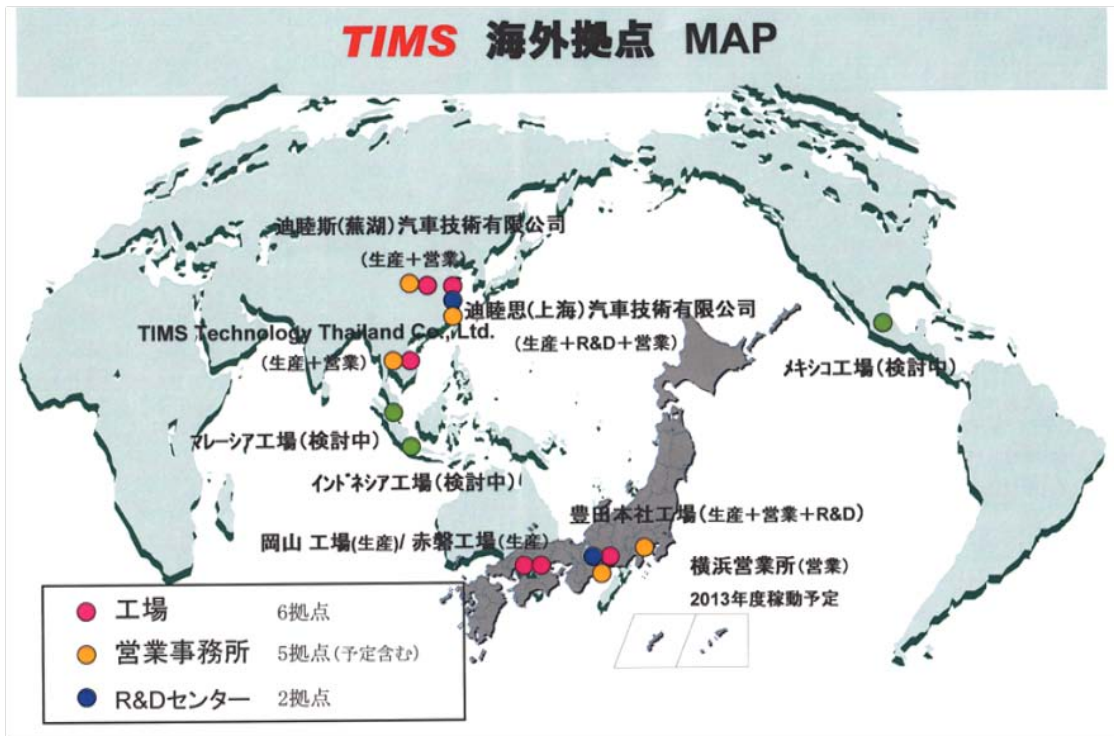 TIMS 海外拠点 MAP
迪睦斯(蕪湖)汽車技術有限公司
(生産＋営業)
迪睦思(上海)汽車技術有限公司
(生産＋R&D＋営業)
TIMS Technology Thailand Co., Ltd.
(生産＋営業)
メキシコ工場(検討中)
マレーシア工場(検討中)
インドネシア工場(検討中)
豊田本社工場(生産＋営業＋R&D)
岡山 工場(生産)/ 赤磐工場(生産)
横浜営業所(営業)
2013年度稼動予定
工場 6拠点
営業事務所 5拠点(予定含む)
R&Dセンター 2拠点